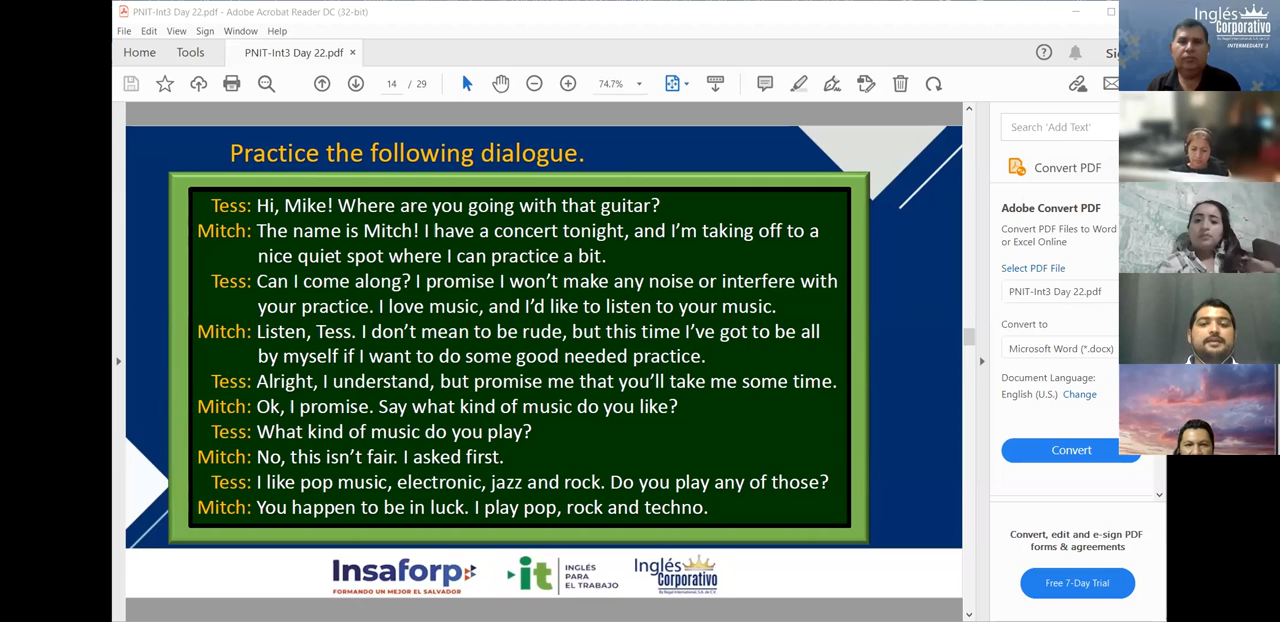 PNIT-Int3 Day 22.pdf - Adobe Acrobat Reader DC (32-bit)
File Edit View Sign Window Help
Home Tools PNIT-Int3 Day 22.pdf ×
14 / 29 74.7%
Practice the following dialogue.
Tess: Hi, Mike! Where are you going with that guitar?
Mitch: The name is Mitch! I have a concert tonight, and I'm taking off to a
nice quiet spot where I can practice a bit.
Tess: Can I come along? I promise I won't make any noise or interfere with
your practice. I love music, and I'd like to listen to your music.
Mitch: Listen, Tess. I don't mean to be rude, but this time I've got to be all
by myself if I want to do some good needed practice.
Tess: Alright, I understand, but promise me that you'll take me some time.
Mitch: Ok, I promise. Say what kind of music do you like?
Tess: What kind of music do you play?
Mitch: No, this isn't fair. I asked first.
Tess: I like pop music, electronic, jazz and rock. Do you play any of those?
Mitch: You happen to be in luck. I play pop, rock and techno.
Insaforp
FORMANDO UN MEJOR EL SALVADOR
it
INGLÉS
PARA
EL TRABAJO
Inglés
Corporativo
By Regal International, S.A. de C.V.
Search 'Add Text'
Convert PDF
Adobe Convert PDF
Convert PDF Files to Word
or Excel Online
Select PDF File
PNIT-Int3 Day 22.pdf
Convert to
Microsoft Word (*.docx)
Document Language:
English (U.S.) Change
Convert
Convert, edit and e-sign PDF
forms & agreements
Free 7-Day Trial
Inglés
Corporativo
INTERMEDIATE 3